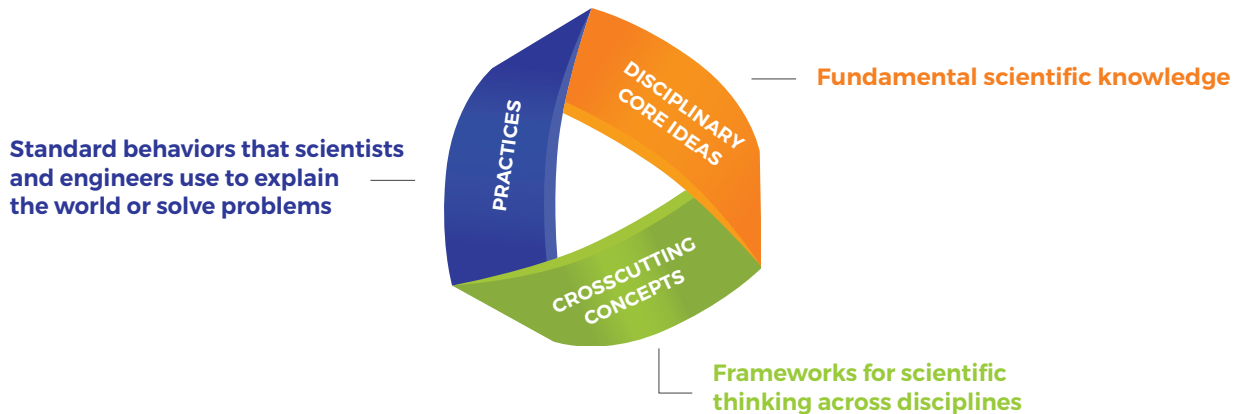 DISCIPLINARY
CORE IDEAS
Fundamental scientific knowledge
PRACTICES
Standard behaviors that scientists
and engineers use to explain
the world or solve problems
CROSSCUTTING
CONCEPTS
Frameworks for scientific
thinking across disciplines